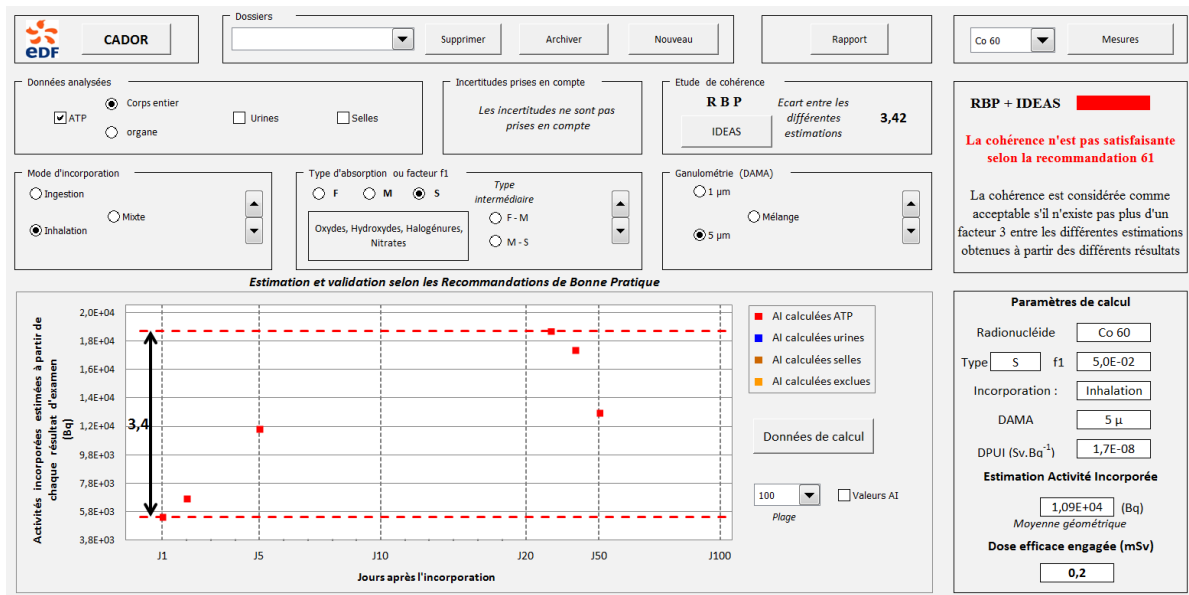 eDF
CADOR
Dossiers
Supprimer
Archiver
Nouveau
Rapport
Co 60
Mesures
Données analysées
ATP
Corps entier
organe
Urines
Selles
Incertitudes prises en compte
Les incertitudes ne sont pas
prises en compte
Etude de cohérence
R B P
IDEAS
Ecart entre les
différentes
estimations
3,42
RBP + IDEAS
La cohérence n'est pas satisfaisante
selon la recommandation 61
La cohérence est considérée comme
acceptable s'il n'existe pas plus d'un
facteur 3 entre les différentes estimations
obtenues à partir des différents résultats
Mode d'incorporation
Ingestion
Mixte
Inhalation
Type d'absorption ou facteur f1
F
M
S
Oxydes, Hydroxydes, Halogénures,
Nitrates
Type
intermédiaire
F - M
M - S
Ganulométrie (DAMA)
1 µm
Mélange
5 µm
Estimation et validation selon les Recommandations de Bonne Pratique
Activités incorporées estimées à partir de
chaque résultat d'examen
(Bq)
2,0E+04
1,8E+04
1,6E+04
1,4E+04
1,2E+04
9,8E+03
7,8E+03
5,8E+03
3,8E+03
3,4
J1
J5
J10
J20
J50
J100
Jours après l'incorporation
AI calculées ATP
AI calculées urines
AI calculées selles
AI calculées exclues
Données de calcul
100
Valeurs AI
Plage
Paramètres de calcul
Radionucléide Co 60
Type S f1 5,0E-02
Incorporation : Inhalation
DAMA 5 µ
DPUI (Sv.Bq-1) 1,7E-08
Estimation Activité Incorporée
1,09E+04 (Bq)
Moyenne géométrique
Dose efficace engagée (mSv)
0,2